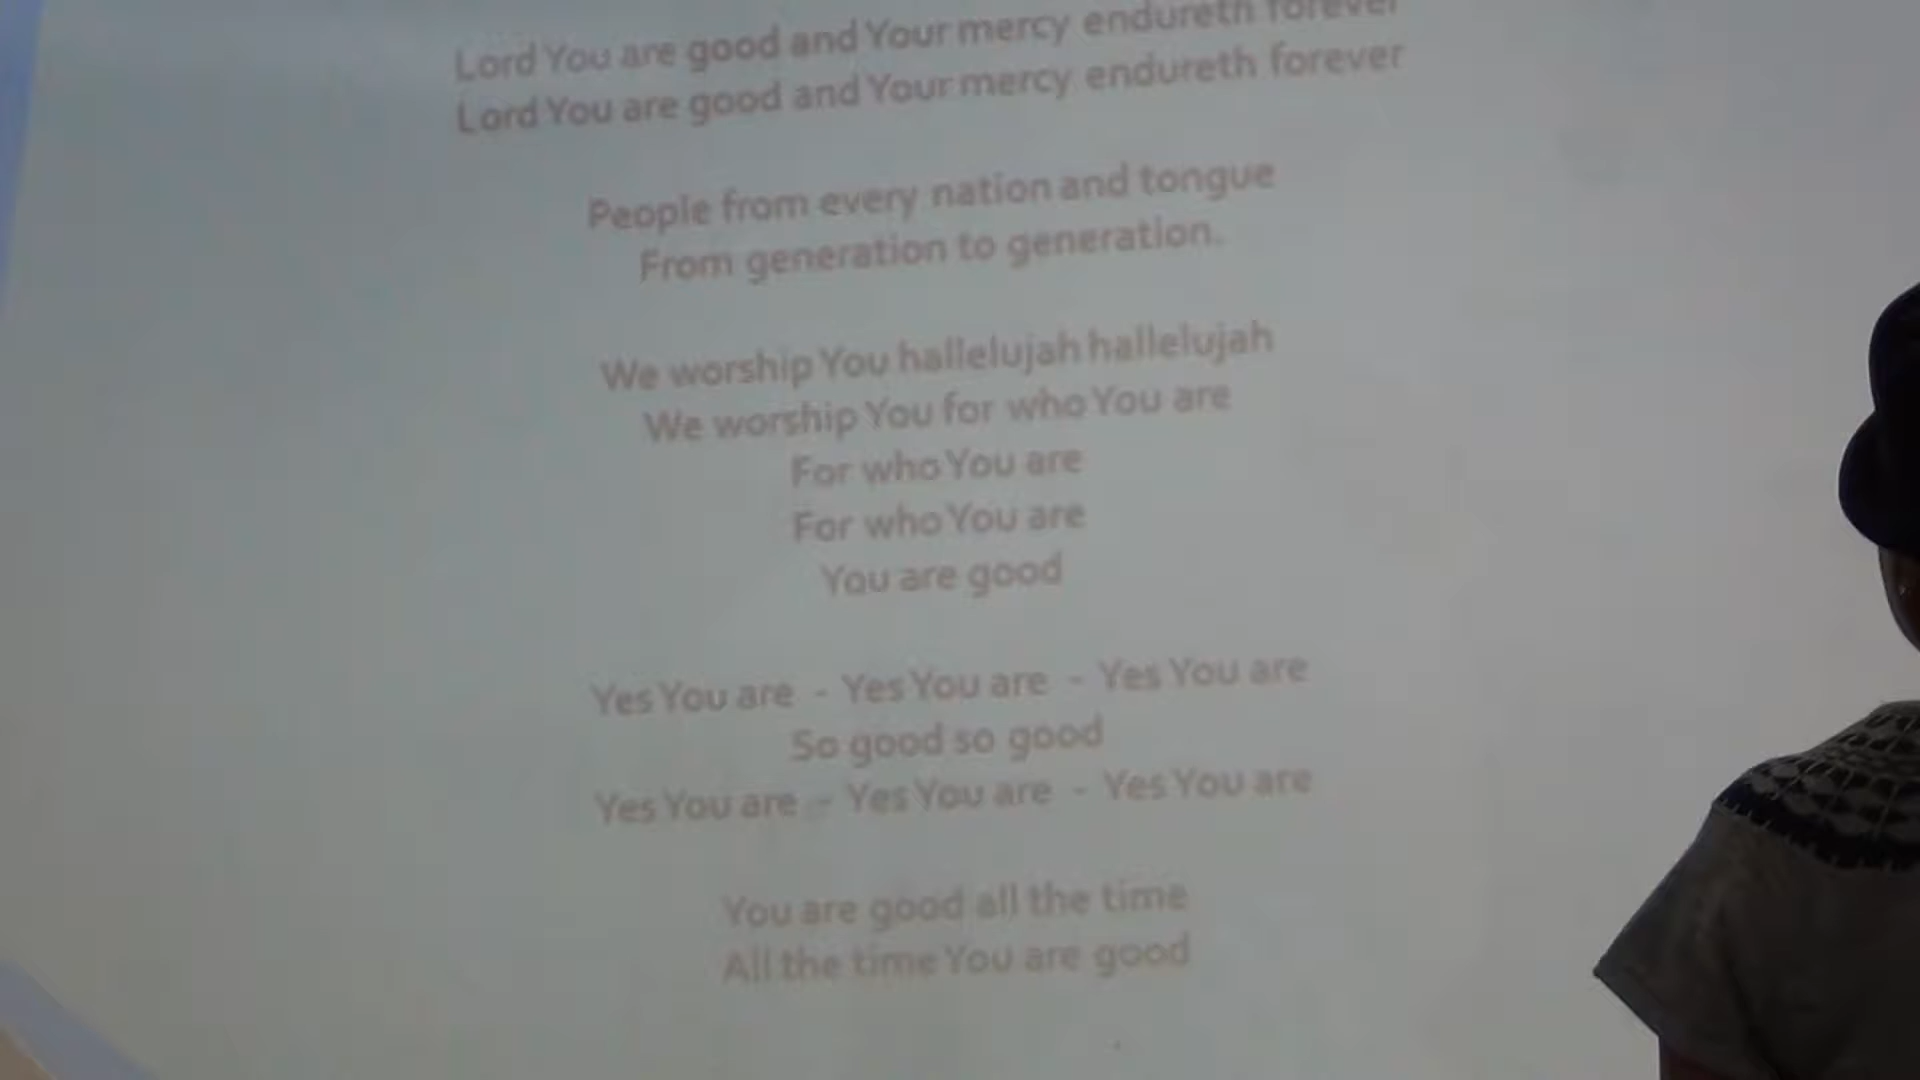 Lord You are good and Your mercy endureth forever
Lord You are good and Your mercy endureth forever
People from every nation and tongue
From generation to generation.
We worship You hallelujah hallelujah
We worship You for who You are
For who You are
For who You are
You are good
Yes You are - Yes You are - Yes You are
So good so good
Yes You are - Yes You are - Yes You are
You are good all the time
All the time You are good